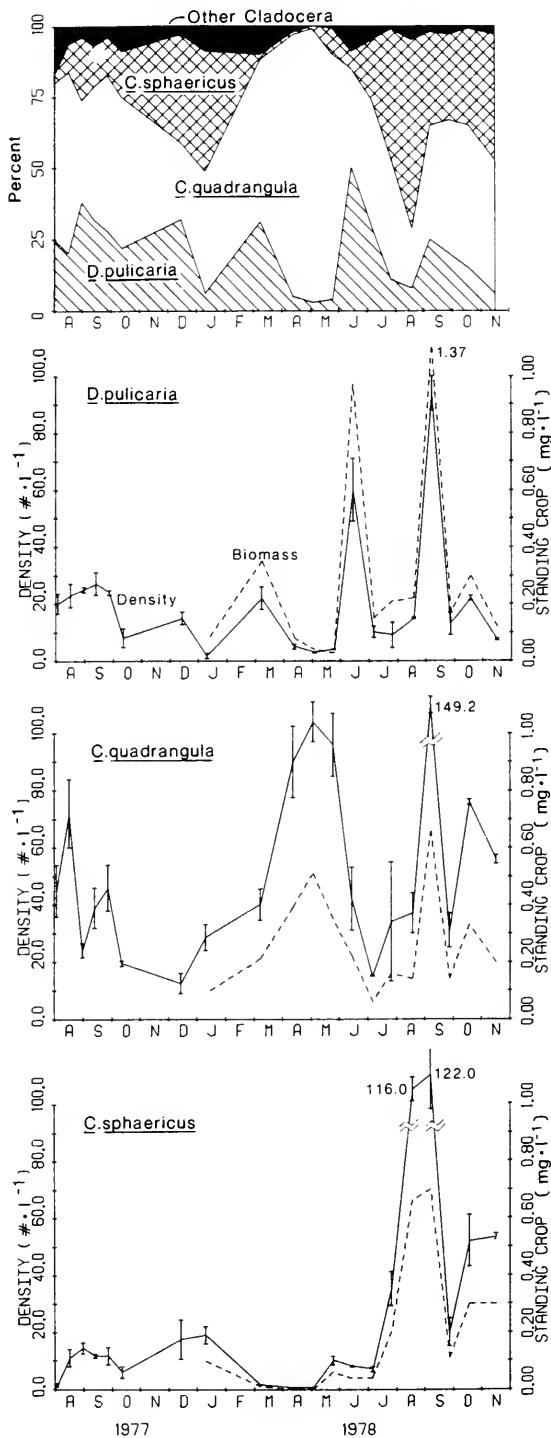 Other Cladocera
100
75
50
25
0
Percent
C.sphaericus
C.quadrangula
D.pulicaria
A S O N D J F M A M J J A S O N
D.pulicaria
1.37
Biomass
Density
DENSITY (#·l⁻¹)
100.0
80.0
60.0
40.0
20.0
0.0
STANDING CROP (mg·l⁻¹)
1.00
0.80
0.60
0.40
0.20
0.00
A S O N D J F M A M J J A S O N
C.quadrangula
149.2
DENSITY (#·l⁻¹)
100.0
80.0
60.0
40.0
20.0
0.0
STANDING CROP (mg·l⁻¹)
1.00
0.80
0.60
0.40
0.20
0.00
A S O N D J F M A M J J A S O N
C.sphaericus
116.0
122.0
DENSITY (#·l⁻¹)
100.0
80.0
60.0
40.0
20.0
0.0
STANDING CROP (mg·l⁻¹)
1.00
0.80
0.60
0.40
0.20
0.00
A S O N D J F M A M J J A S O N
1977 1978